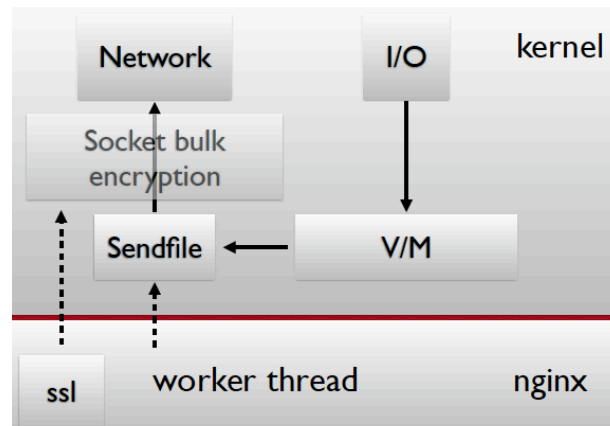 Network
I/O
kernel
Socket bulk
encryption
Sendfile
V/M
ssl
worker thread
nginx